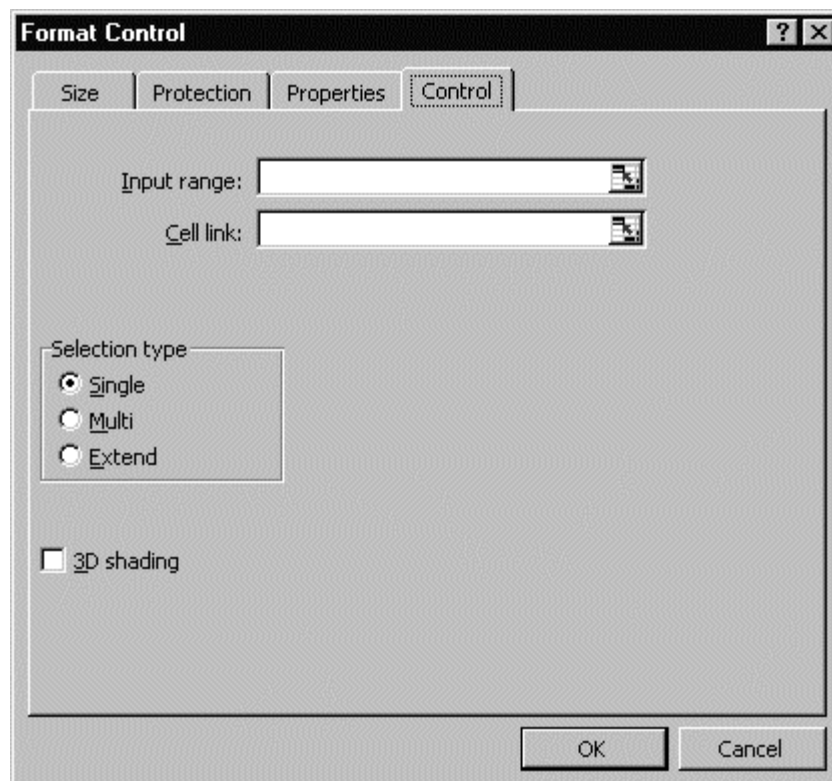 Format Control
Size Protection Properties Control
Input range:
Cell link:
Selection type
Single
Multi
Extend
3D shading
OK Cancel